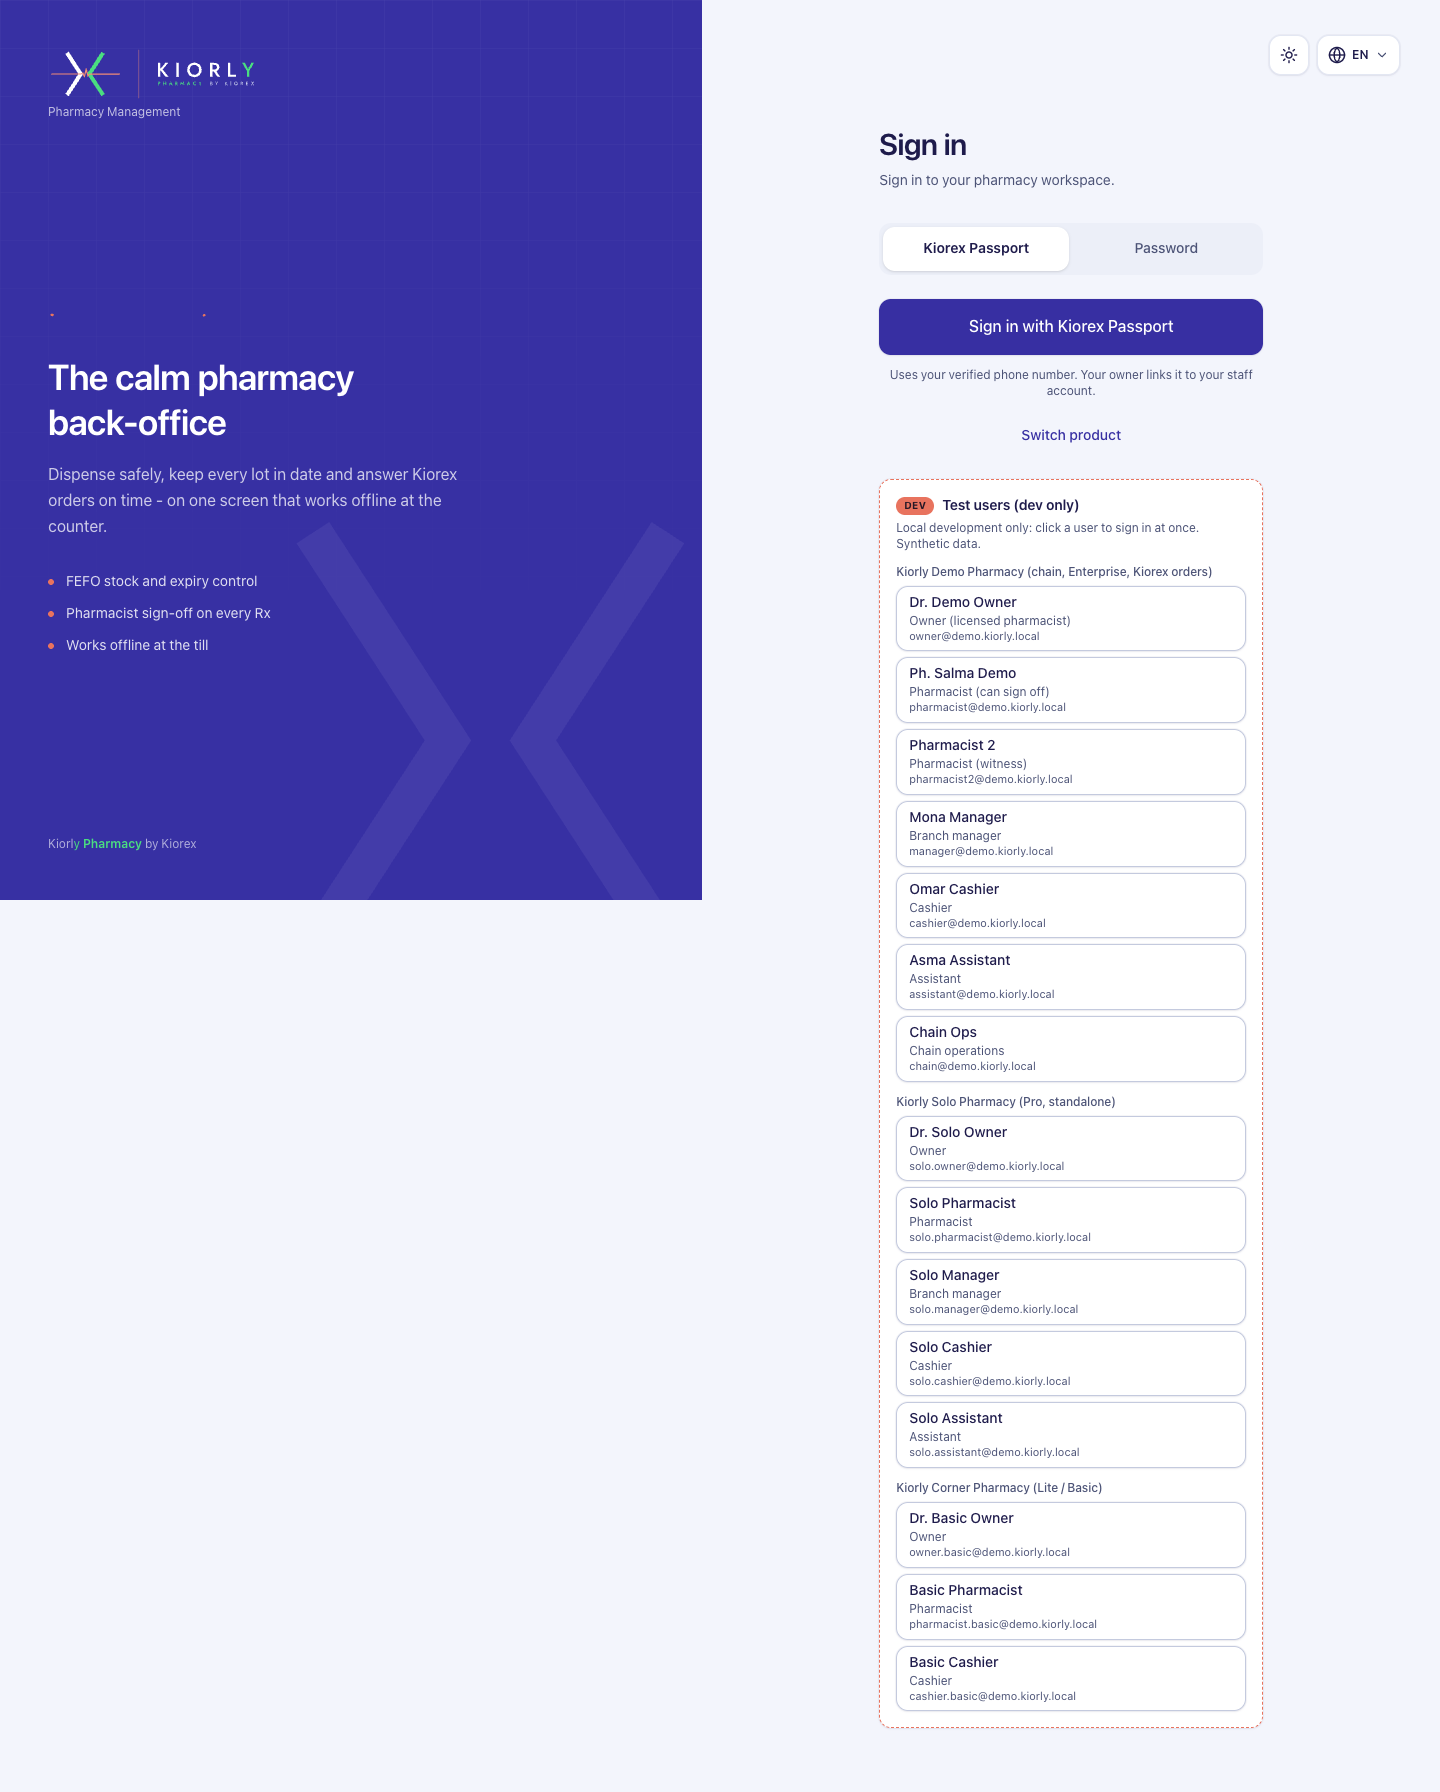 KIORLY
PHARMACY BY KIOREX
Pharmacy Management
The calm pharmacy
back-office
Dispense safely, keep every lot in date and answer Kiorex
orders on time - on one screen that works offline at the
counter.
FEFO stock and expiry control
Pharmacist sign-off on every Rx
Works offline at the till
Kiorly Pharmacy by Kiorex
EN
Sign in
Sign in to your pharmacy workspace.
Kiorex Passport
Password
Sign in with Kiorex Passport
Uses your verified phone number. Your owner links it to your staff
account.
Switch product
DEV Test users (dev only)
Local development only: click a user to sign in at once.
Synthetic data.
Kiorly Demo Pharmacy (chain, Enterprise, Kiorex orders)
Dr. Demo Owner
Owner (licensed pharmacist)
owner@demo.kiorly.local
Ph. Salma Demo
Pharmacist (can sign off)
pharmacist@demo.kiorly.local
Pharmacist 2
Pharmacist (witness)
pharmacist2@demo.kiorly.local
Mona Manager
Branch manager
manager@demo.kiorly.local
Omar Cashier
Cashier
cashier@demo.kiorly.local
Asma Assistant
Assistant
assistant@demo.kiorly.local
Chain Ops
Chain operations
chain@demo.kiorly.local
Kiorly Solo Pharmacy (Pro, standalone)
Dr. Solo Owner
Owner
solo.owner@demo.kiorly.local
Solo Pharmacist
Pharmacist
solo.pharmacist@demo.kiorly.local
Solo Manager
Branch manager
solo.manager@demo.kiorly.local
Solo Cashier
Cashier
solo.cashier@demo.kiorly.local
Solo Assistant
Assistant
solo.assistant@demo.kiorly.local
Kiorly Corner Pharmacy (Lite / Basic)
Dr. Basic Owner
Owner
owner.basic@demo.kiorly.local
Basic Pharmacist
Pharmacist
pharmacist.basic@demo.kiorly.local
Basic Cashier
Cashier
cashier.basic@demo.kiorly.local